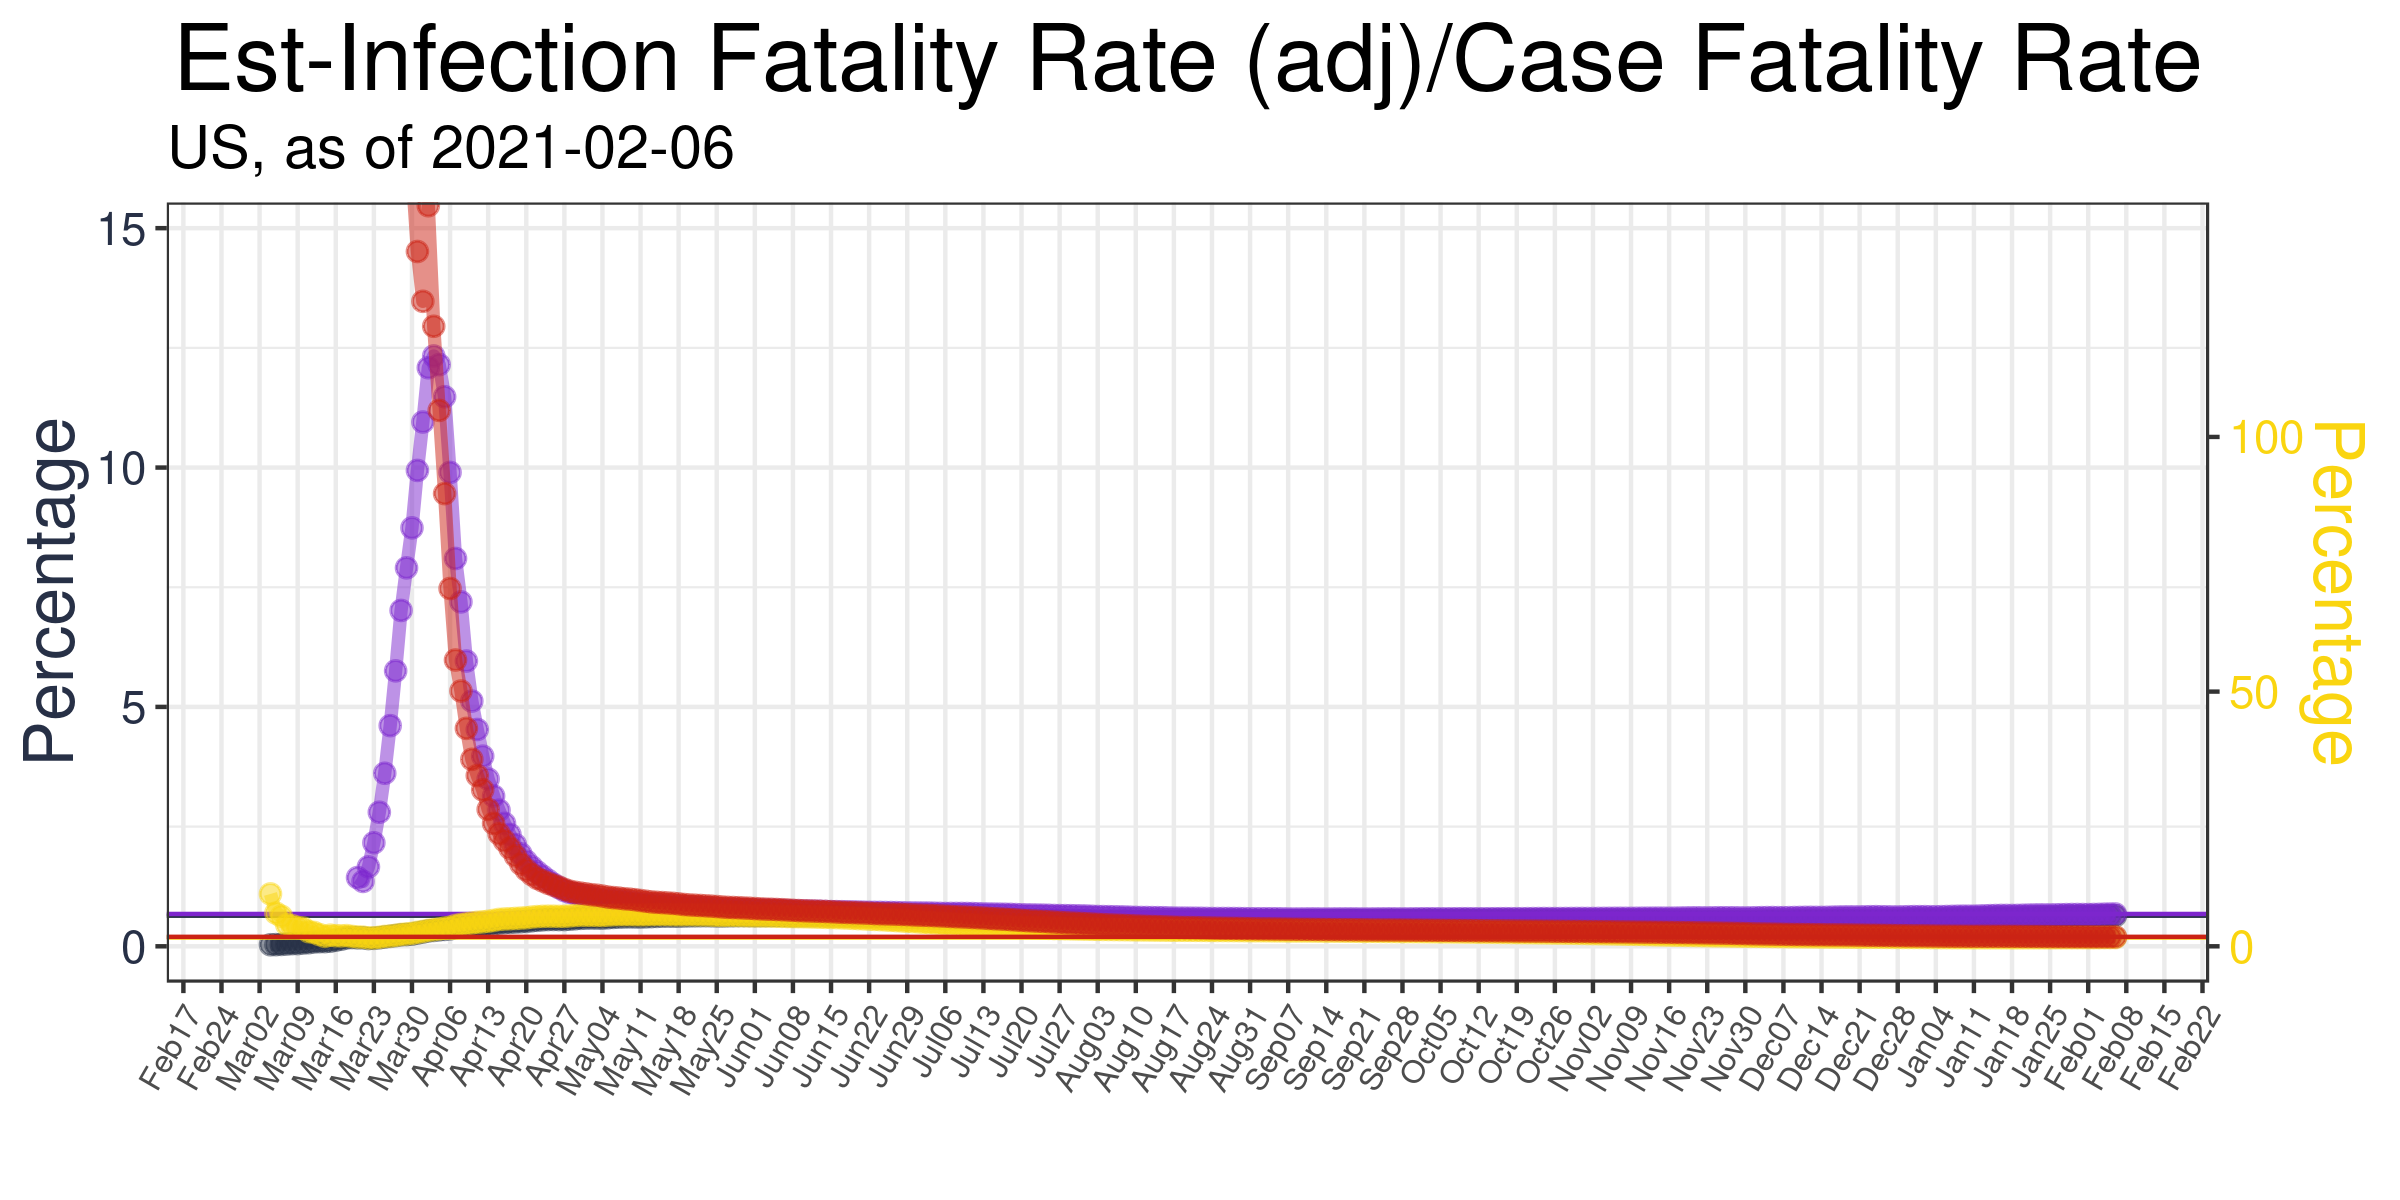 Est-Infection Fatality Rate (adj)/Case Fatality Rate
US, as of 2021-02-06
Percentage
15
10
5
0
100
50
0
Percentage
Feb17
Feb24
Mar02
Mar09
Mar16
Mar23
Mar30
Apr06
Apr13
Apr20
Apr27
May04
May11
May18
May25
Jun01
Jun08
Jun15
Jun22
Jun29
Jul06
Jul13
Jul20
Jul27
Aug03
Aug10
Aug17
Aug24
Aug31
Sep07
Sep14
Sep21
Sep28
Oct05
Oct12
Oct19
Oct26
Nov02
Nov09
Nov16
Nov23
Nov30
Dec07
Dec14
Dec21
Dec28
Jan04
Jan11
Jan18
Jan25
Feb01
Feb08
Feb15
Feb22